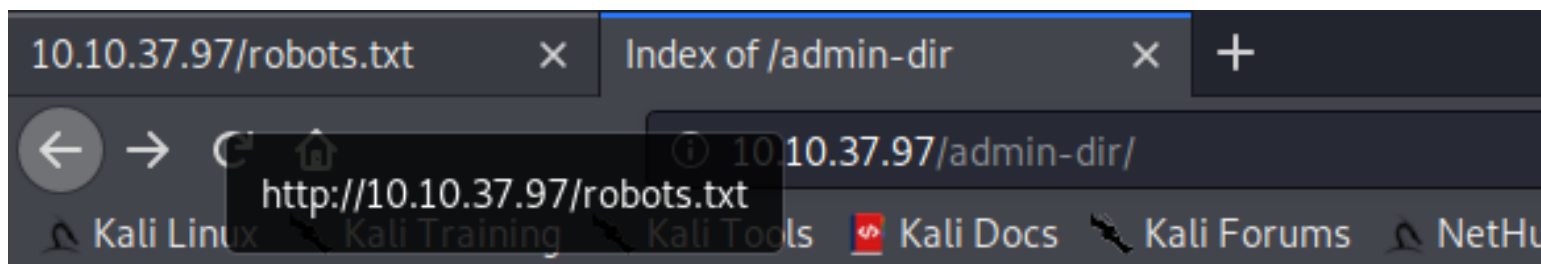 10.10.37.97/robots.txt Index of /admin-dir
10.10.37.97/admin-dir/
http://10.10.37.97/robots.txt
Kali Linux Kali Training Kali Tools Kali Docs Kali Forums NetHu